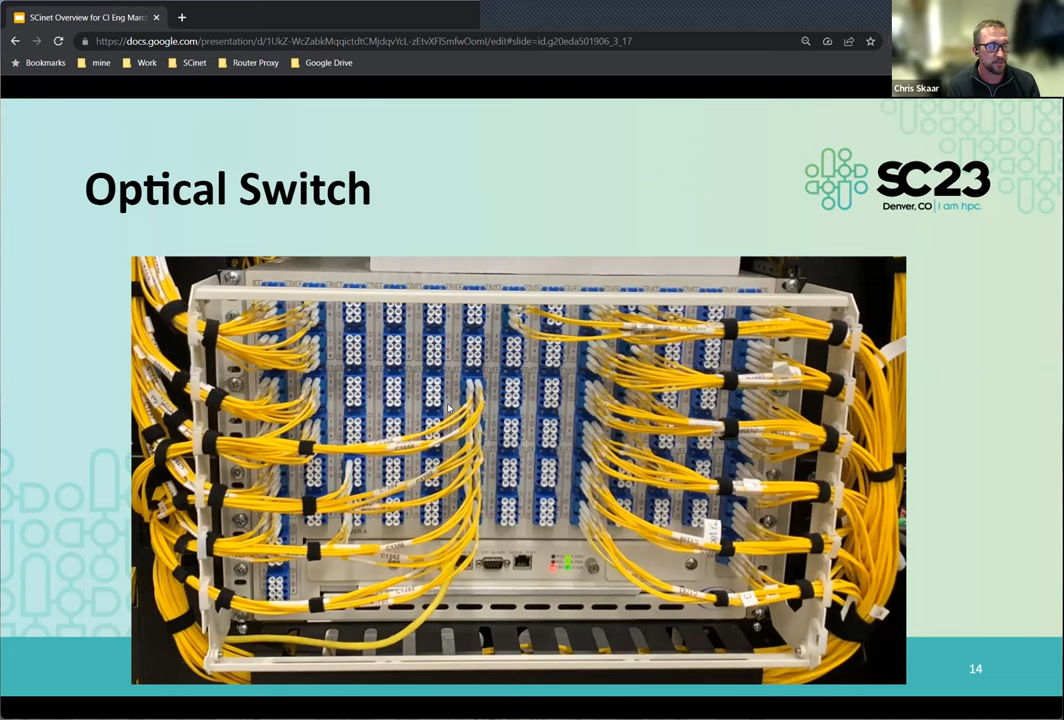 SCinet Overview for CI Eng Marc
https://docs.google.com/presentation/d/1UkZ-WcZabkMqqictdtCMjdqvYcL-zEtvXFlSmfwOomI/edit#slide=id.g20eda501906_3_17
Bookmarks mine Work SCinet Router Proxy Google Drive
Chris Skaar
Optical Switch
SC23
Denver, CO | i am hpc.
14